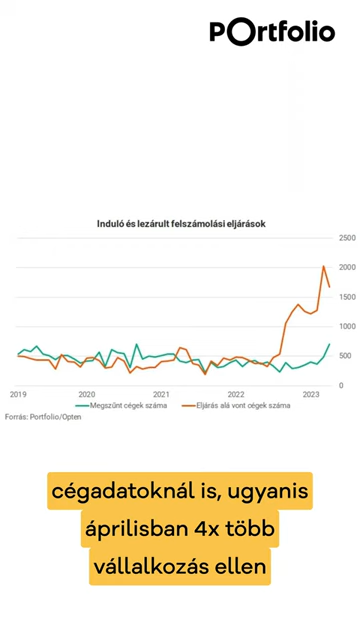 Portfolio
Induló és lezárult felszámolási eljárások
2500
2000
1500
1000
500
0
2019 2020 2021 2022 2023
Megszűnt cégek száma Eljárás alá vont cégek száma
Forrás: Portfolio/Opten
cégadatoknál is, ugyanis
áprilisban 4x több
vállalkozás ellen